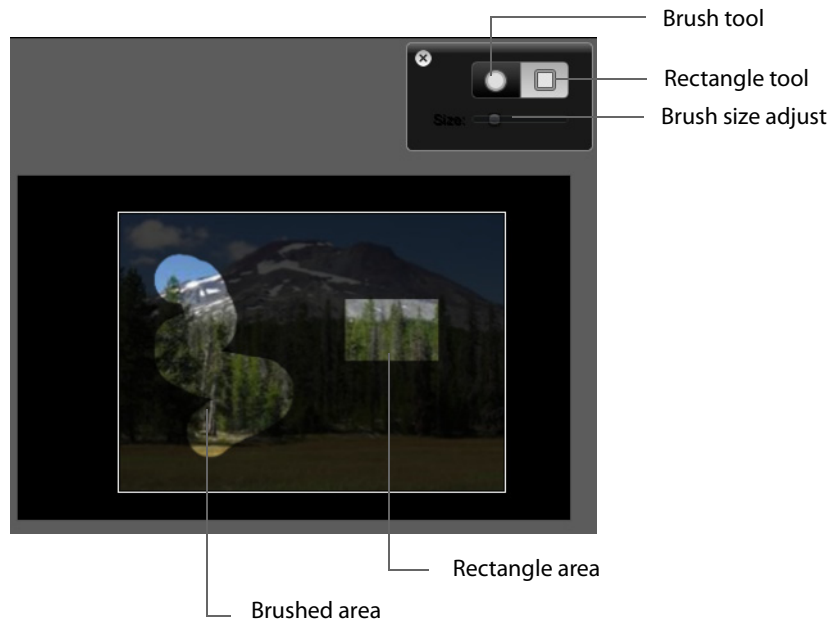 Brush tool
Rectangle tool
Size:
Brush size adjust
Rectangle area
Brushed area